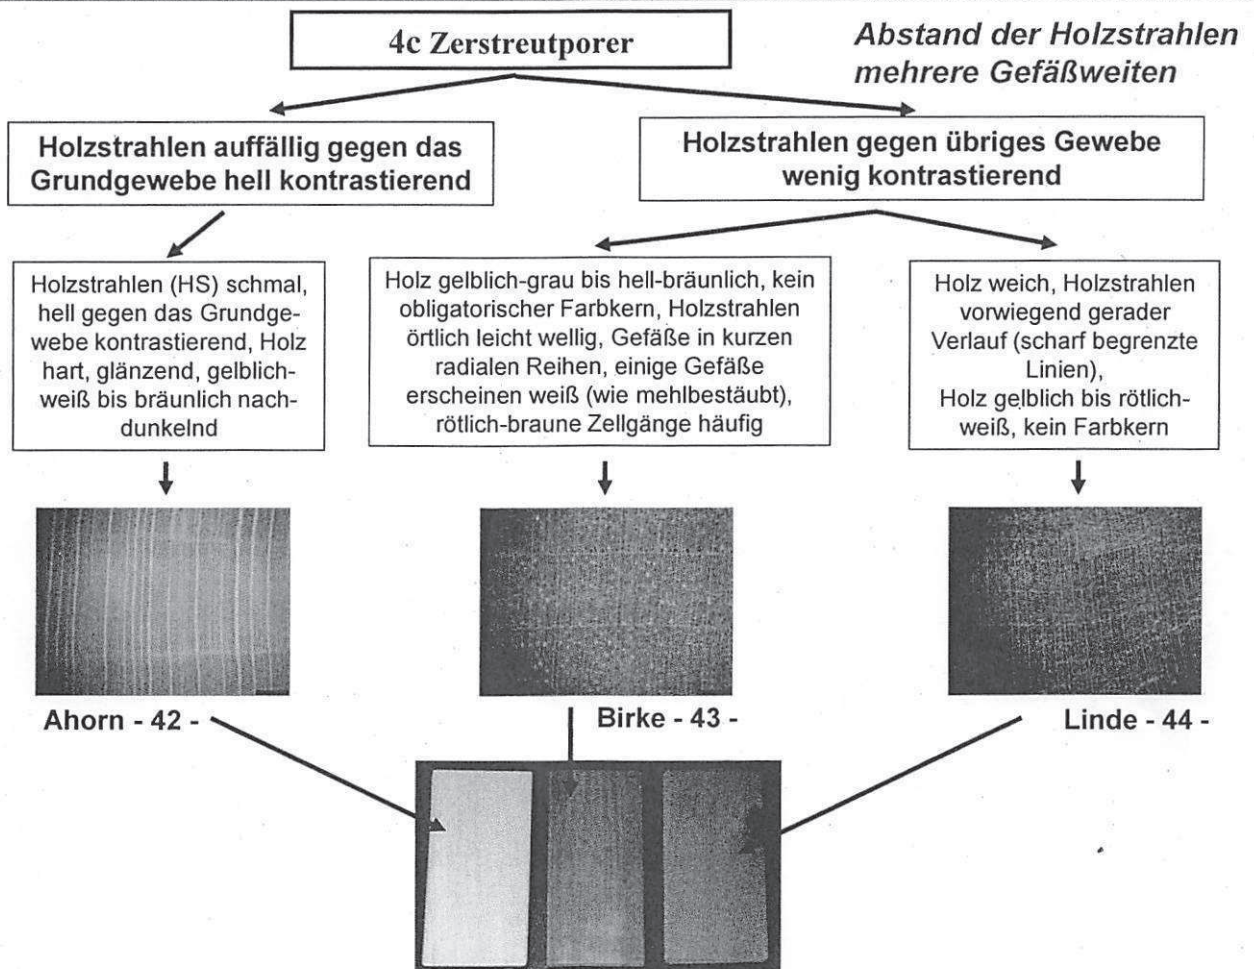 4c Zerstreutporer
Abstand der Holzstrahlen
mehrere Gefäßweiten
Holzstrahlen auffällig gegen das
Grundgewebe hell kontrastierend
Holzstrahlen gegen übriges Gewebe
wenig kontrastierend
Holzstrahlen (HS) schmal,
hell gegen das Grundge-
webe kontrastierend, Holz
hart, glänzend, gelblich-
weiß bis bräunlich nach-
dunkelnd
Holz gelblich-grau bis hell-bräunlich, kein
obligatorischer Farbkern, Holzstrahlen
örtlich leicht wellig, Gefäße in kurzen
radialen Reihen, einige Gefäße
erscheinen weiß (wie mehlbestäubt),
rötlich-braune Zellgänge häufig
Holz weich, Holzstrahlen
vorwiegend gerader
Verlauf (scharf begrenzte
Linien),
Holz gelblich bis rötlich-
weiß, kein Farbkern
Ahorn - 42 -
Birke - 43 -
Linde - 44 -